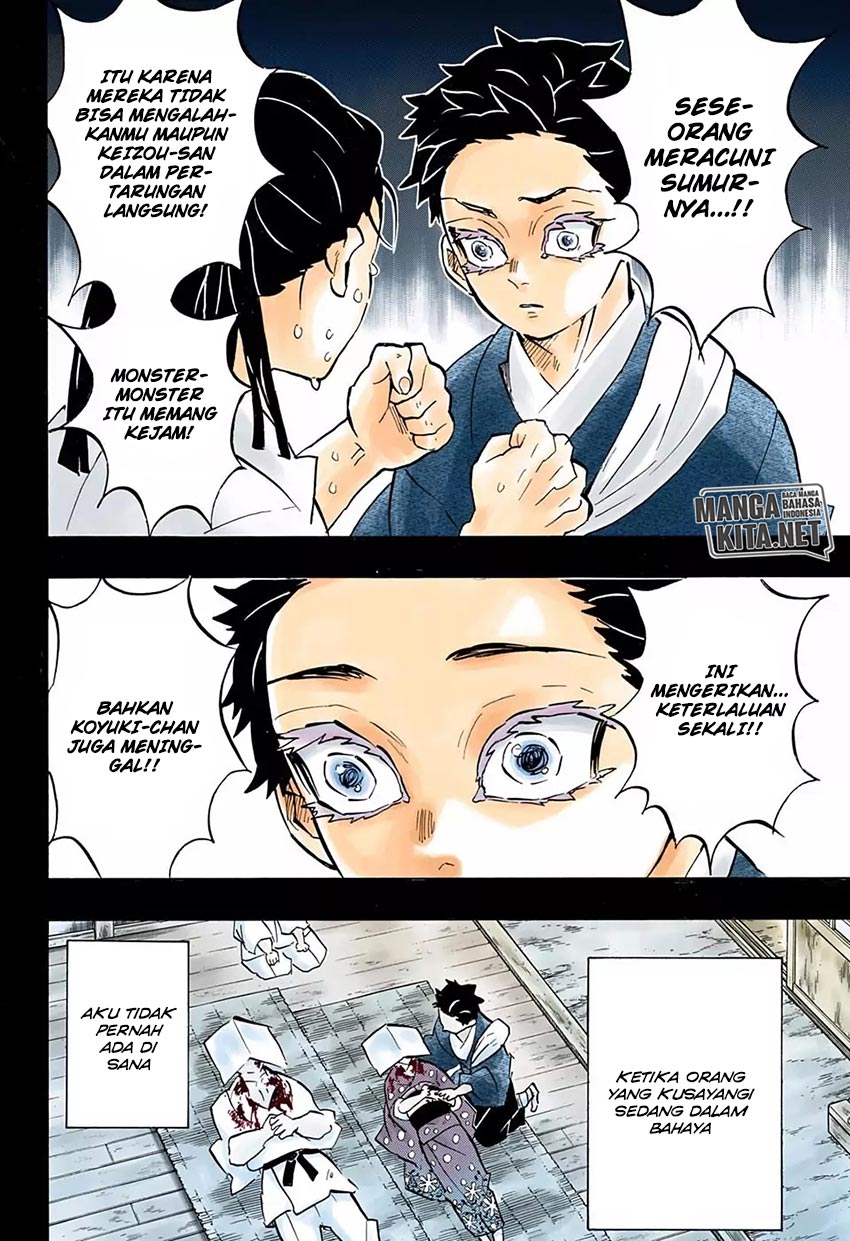 SESE-
ORANG
MERACUNI
SUMUR-
NYA...!!
ITU KARENA
MEREKA TIDAK
BISA MENGALAH-
KANMU MAUPUN
KEIZOU-SAN
DALAM PER-
TARUNGAN
LANGSUNG!
MONSTER-
MONSTER
ITU MEMANG
KEJAM!
MANGA
KITA.NET
BACA MANGA
BAHASA
INDONESIA
INI
MENGERIKAN...
KETERLALUAN
SEKALI!!
BAHKAN
KOYUKI-CHAN
JUGA MENING-
GAL!!
KETIKA ORANG
YANG KUSAYANGI
SEDANG DALAM
BAHAYA
AKU TIDAK
PERNAH
ADA DI
SANA